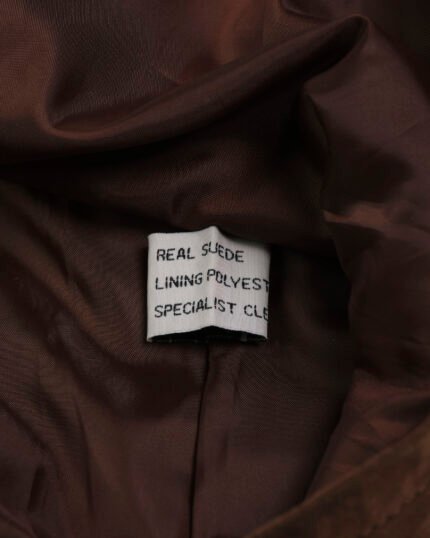 REAL SUEDE
LINING POLYEST
SPECIALIST CLE